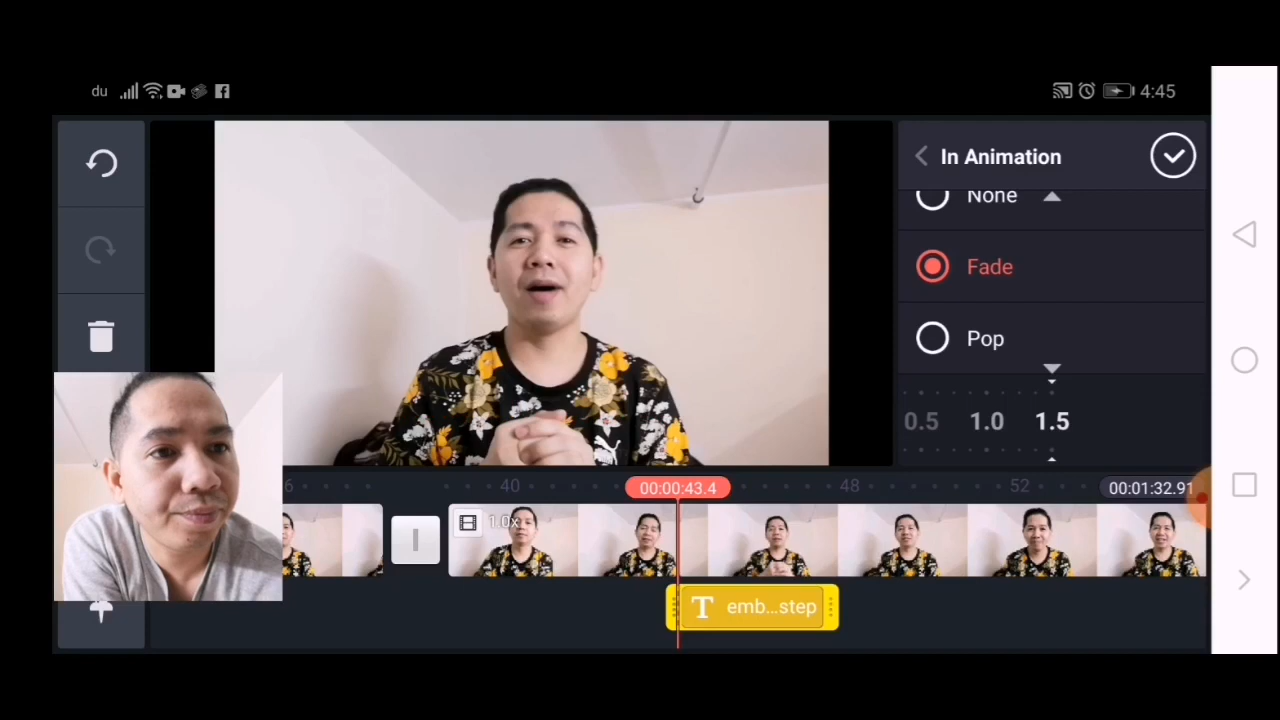 du
4:45
In Animation
None
Fade
Pop
0.5 1.0 1.5
6 40 00:00:43.4 48 52 00:01:32.91
1.0x
T emb...step